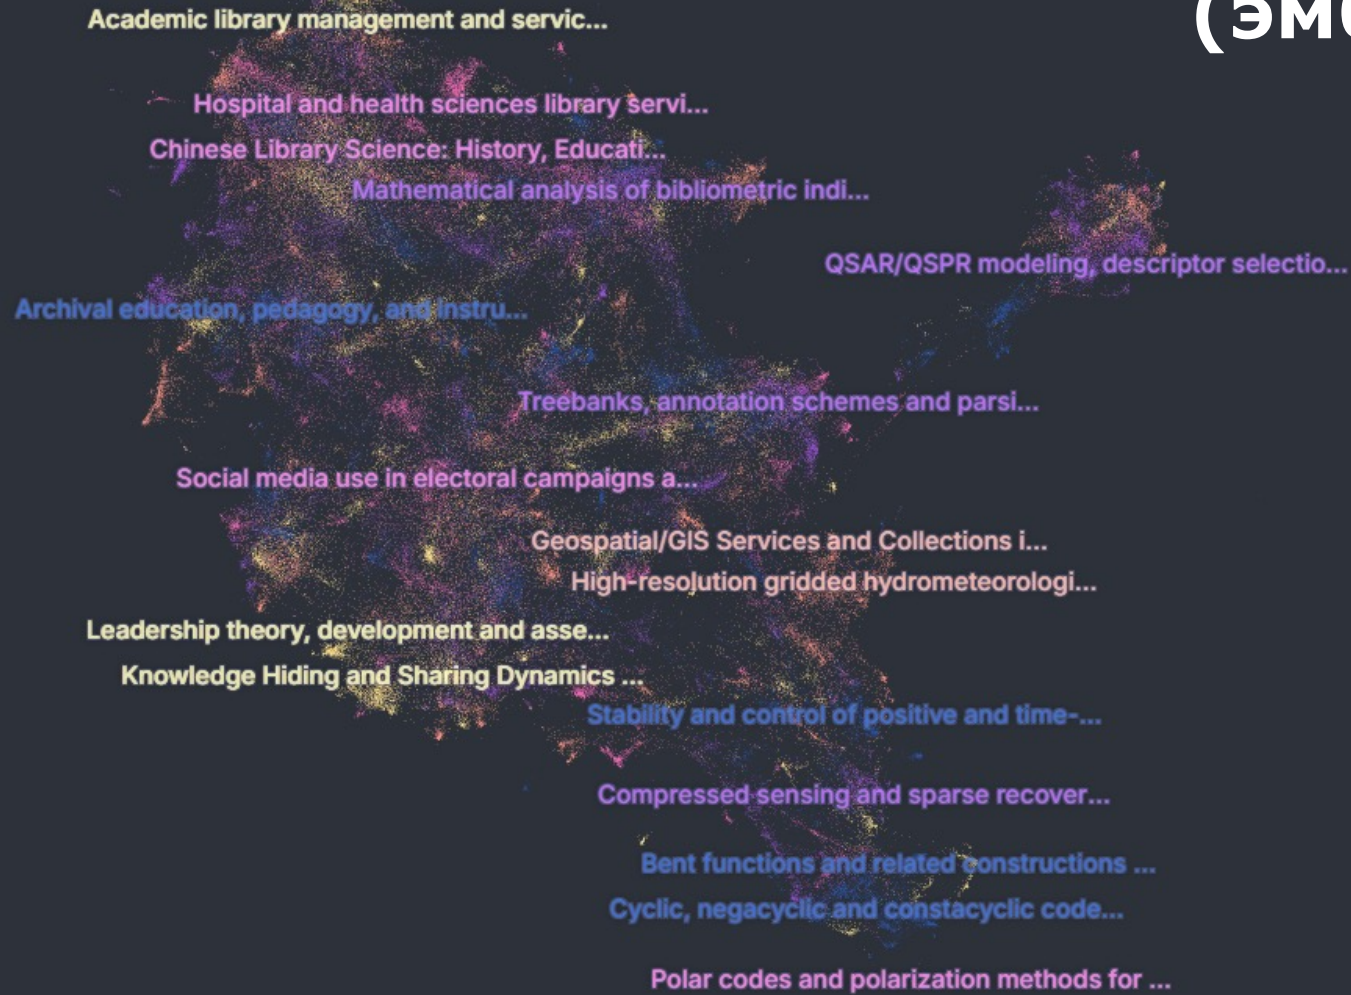 (эм
Academic library management and servic...
Hospital and health sciences library servi...
Chinese Library Science: History, Educati...
Mathematical analysis of bibliometric indi...
QSAR/QSPR modeling, descriptor selectio...
Archival education, pedagogy, and instru...
Treebanks, annotation schemes and parsi...
Social media use in electoral campaigns a...
Geospatial/GIS Services and Collections i...
High-resolution gridded hydrometeorologi...
Leadership theory, development and asse...
Knowledge Hiding and Sharing Dynamics ...
Stability and control of positive and time-...
Compressed sensing and sparse recover...
Bent functions and related constructions ...
Cyclic, negacyclic and constacyclic code...
Polar codes and polarization methods for ...